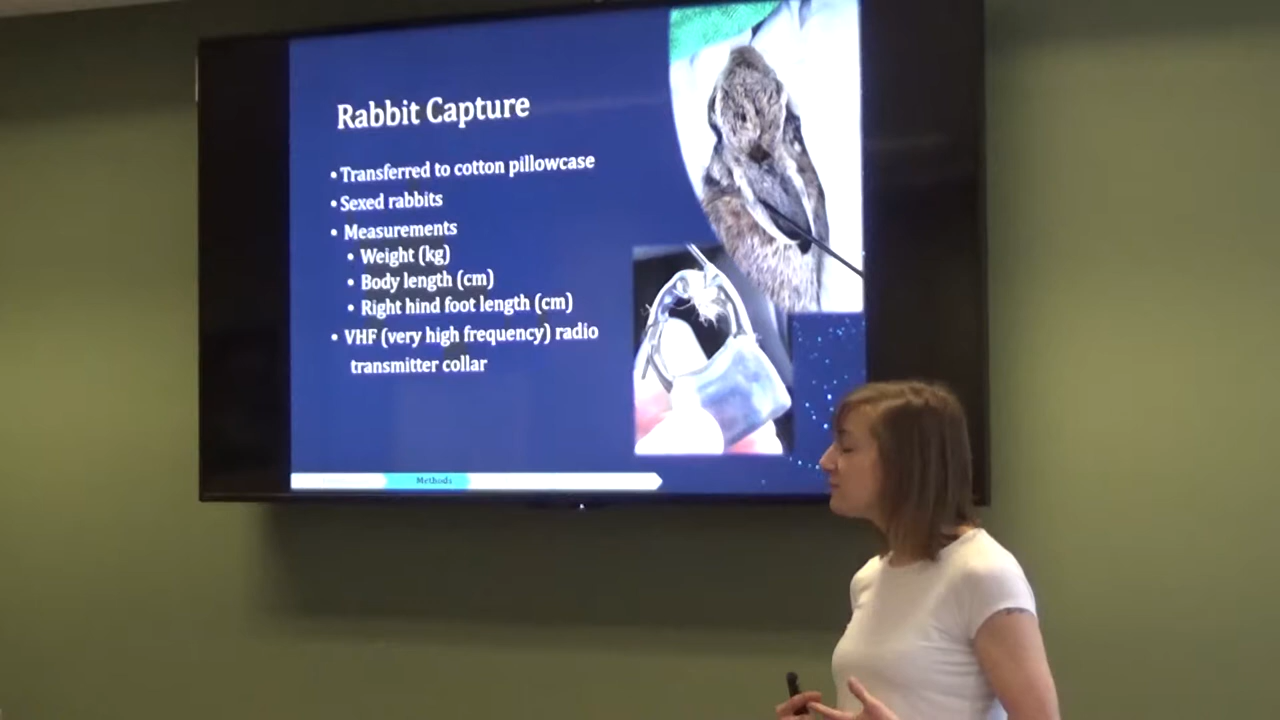 Rabbit Capture
• Transferred to cotton pillowcase
• Sexed rabbits
• Measurements
• Weight (kg)
• Body length (cm)
• Right hind foot length (cm)
• VHF (very high frequency) radio
transmitter collar
Methods